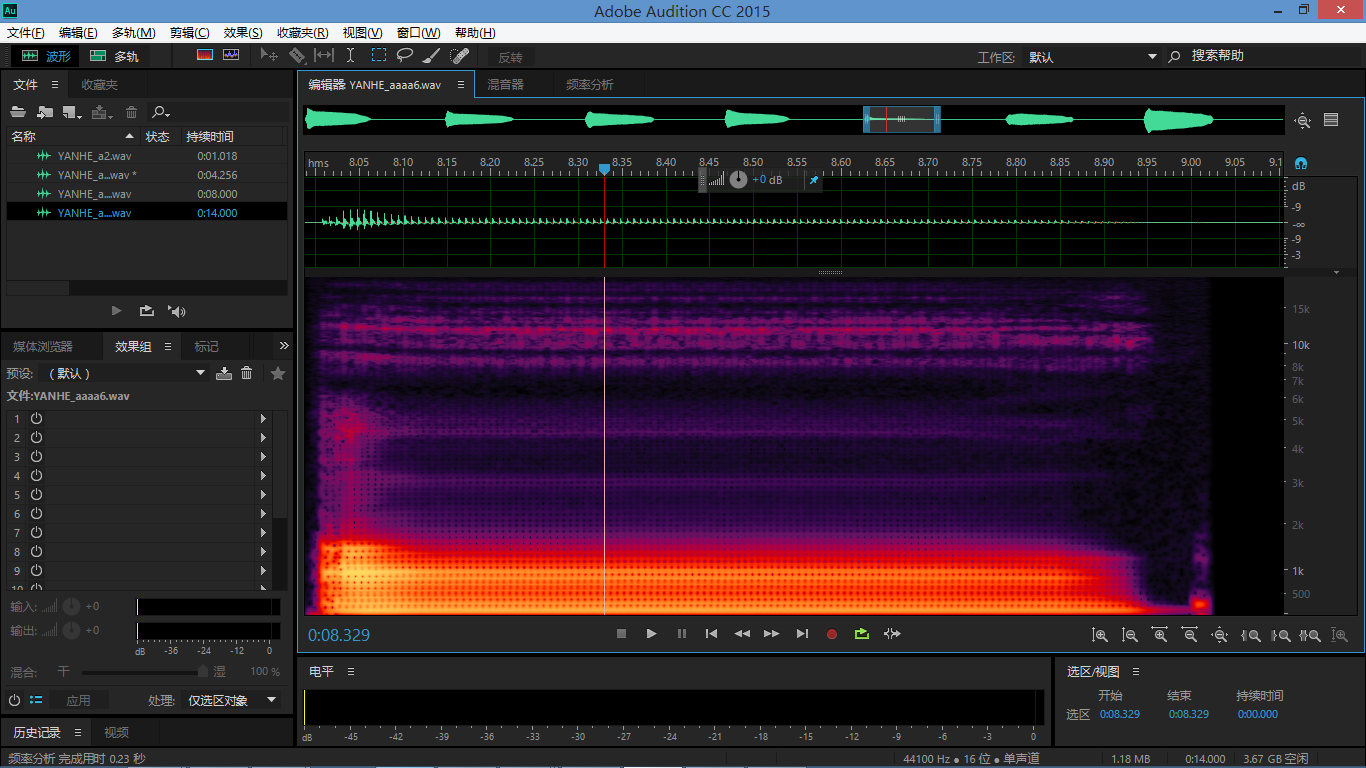 Au Adobe Audition CC 2015
文件(F) 编辑(E) 多轨(M) 剪辑(C) 效果(S) 收藏夹(R) 视图(V) 窗口(W) 帮助(H)
波形 多轨 反转 工作区: 默认 搜索帮助
文件 收藏夹
名称 状态 持续时间
YANHE_a2.wav 0:01.018
YANHE_a...wav * 0:04.256
YANHE_a....wav 0:08.000
YANHE_a....wav 0:14.000
媒体浏览器 效果组 标记
预设: (默认)
文件:YANHE_aaaa6.wav
1
2
3
4
5
6
7
8
9
10
输入: +0
输出: +0
dB -36 -24 -12 0
混合: 干 湿 100 %
应用 处理: 仅选区对象
历史记录 视频
编辑器: YANHE_aaaa6.wav 混音器 频率分析
hms 8.05 8.10 8.15 8.20 8.25 8.30 8.35 8.40 8.45 8.50 8.55 8.60 8.65 8.70 8.75 8.80 8.85 8.90 8.95 9.00 9.05 9.1
+0 dB
dB
-9
-∞
-9
-3
15k
10k
8k
7k
6k
5k
4k
3k
2k
1k
500
0:08.329
电平
dB -45 -42 -39 -36 -33 -30 -27 -24 -21 -18 -15 -12 -9 -6 -3 0
选区/视图
开始 结束 持续时间
选区 0:08.329 0:08.329 0:00.000
频率分析 完成用时 0.23 秒 44100 Hz ● 16 位 ● 单声道 1.18 MB 0:14.000 3.67 GB 空闲